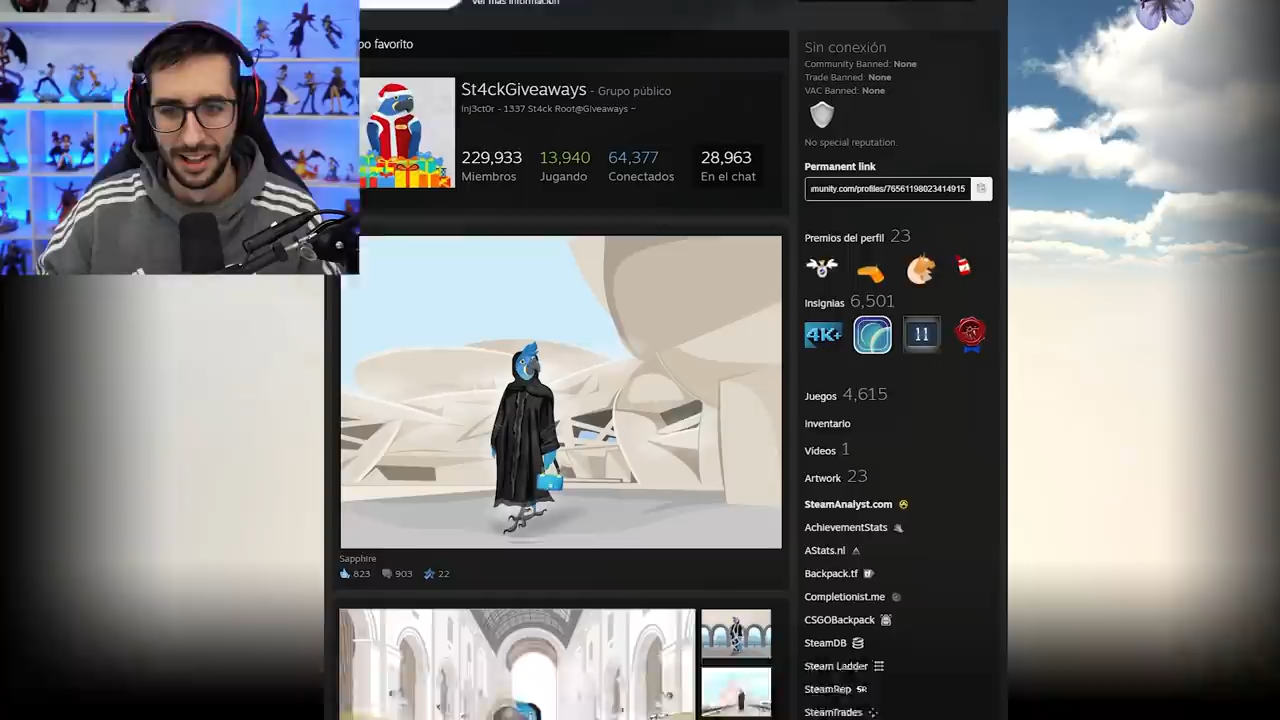 Ver más información
po favorito
St4ckGiveaways - Grupo público
inj3ct0r - 1337 St4ck Root@Giveaways ~
229,933 13,940 64,377 28,963
Miembros Jugando Conectados En el chat
Sapphire
823 903 22
Sin conexión
Community Banned: None
Trade Banned: None
VAC Banned: None
No special reputation.
Permanent link
munity.com/profiles/76561198023414915
Premios del perfil 23
Insignias 6,501
4K+
11
Juegos 4,615
Inventario
Vídeos 1
Artwork 23
SteamAnalyst.com
AchievementStats
AStats.nl
Backpack.tf
Completionist.me
CSGOBackpack
SteamDB
Steam Ladder
SteamRep SR
SteamTrades